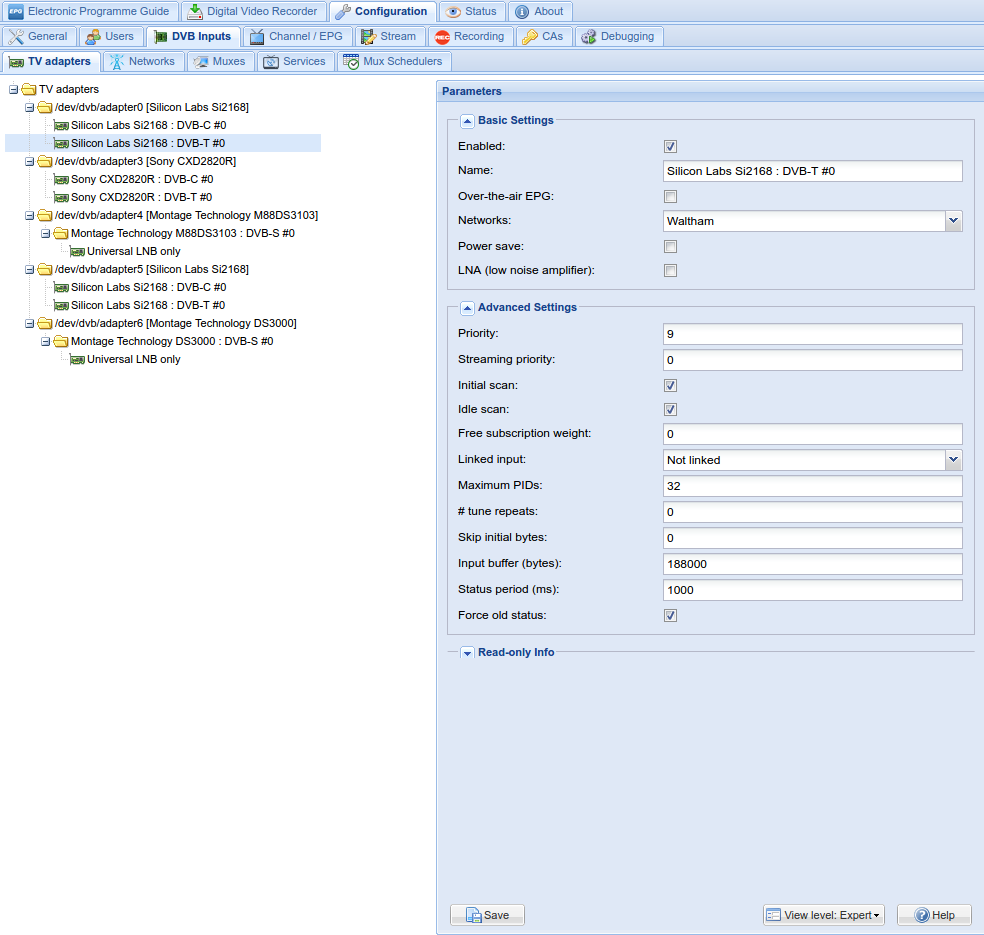 EPG Electronic Programme Guide Digital Video Recorder Configuration Status About
General Users DVB Inputs Channel / EPG Stream REC Recording CAs Debugging
TV adapters Networks Muxes Services Mux Schedulers
TV adapters
/dev/dvb/adapter0 [Silicon Labs Si2168]
Silicon Labs Si2168 : DVB-C #0
Silicon Labs Si2168 : DVB-T #0
/dev/dvb/adapter3 [Sony CXD2820R]
Sony CXD2820R : DVB-C #0
Sony CXD2820R : DVB-T #0
/dev/dvb/adapter4 [Montage Technology M88DS3103]
Montage Technology M88DS3103 : DVB-S #0
Universal LNB only
/dev/dvb/adapter5 [Silicon Labs Si2168]
Silicon Labs Si2168 : DVB-C #0
Silicon Labs Si2168 : DVB-T #0
/dev/dvb/adapter6 [Montage Technology DS3000]
Montage Technology DS3000 : DVB-S #0
Universal LNB only
Parameters
Basic Settings
Enabled:
Name: Silicon Labs Si2168 : DVB-T #0
Over-the-air EPG:
Networks: Waltham
Power save:
LNA (low noise amplifier):
Advanced Settings
Priority: 9
Streaming priority: 0
Initial scan:
Idle scan:
Free subscription weight: 0
Linked input: Not linked
Maximum PIDs: 32
# tune repeats: 0
Skip initial bytes: 0
Input buffer (bytes): 188000
Status period (ms): 1000
Force old status:
Read-only Info
Save View level: Expert Help